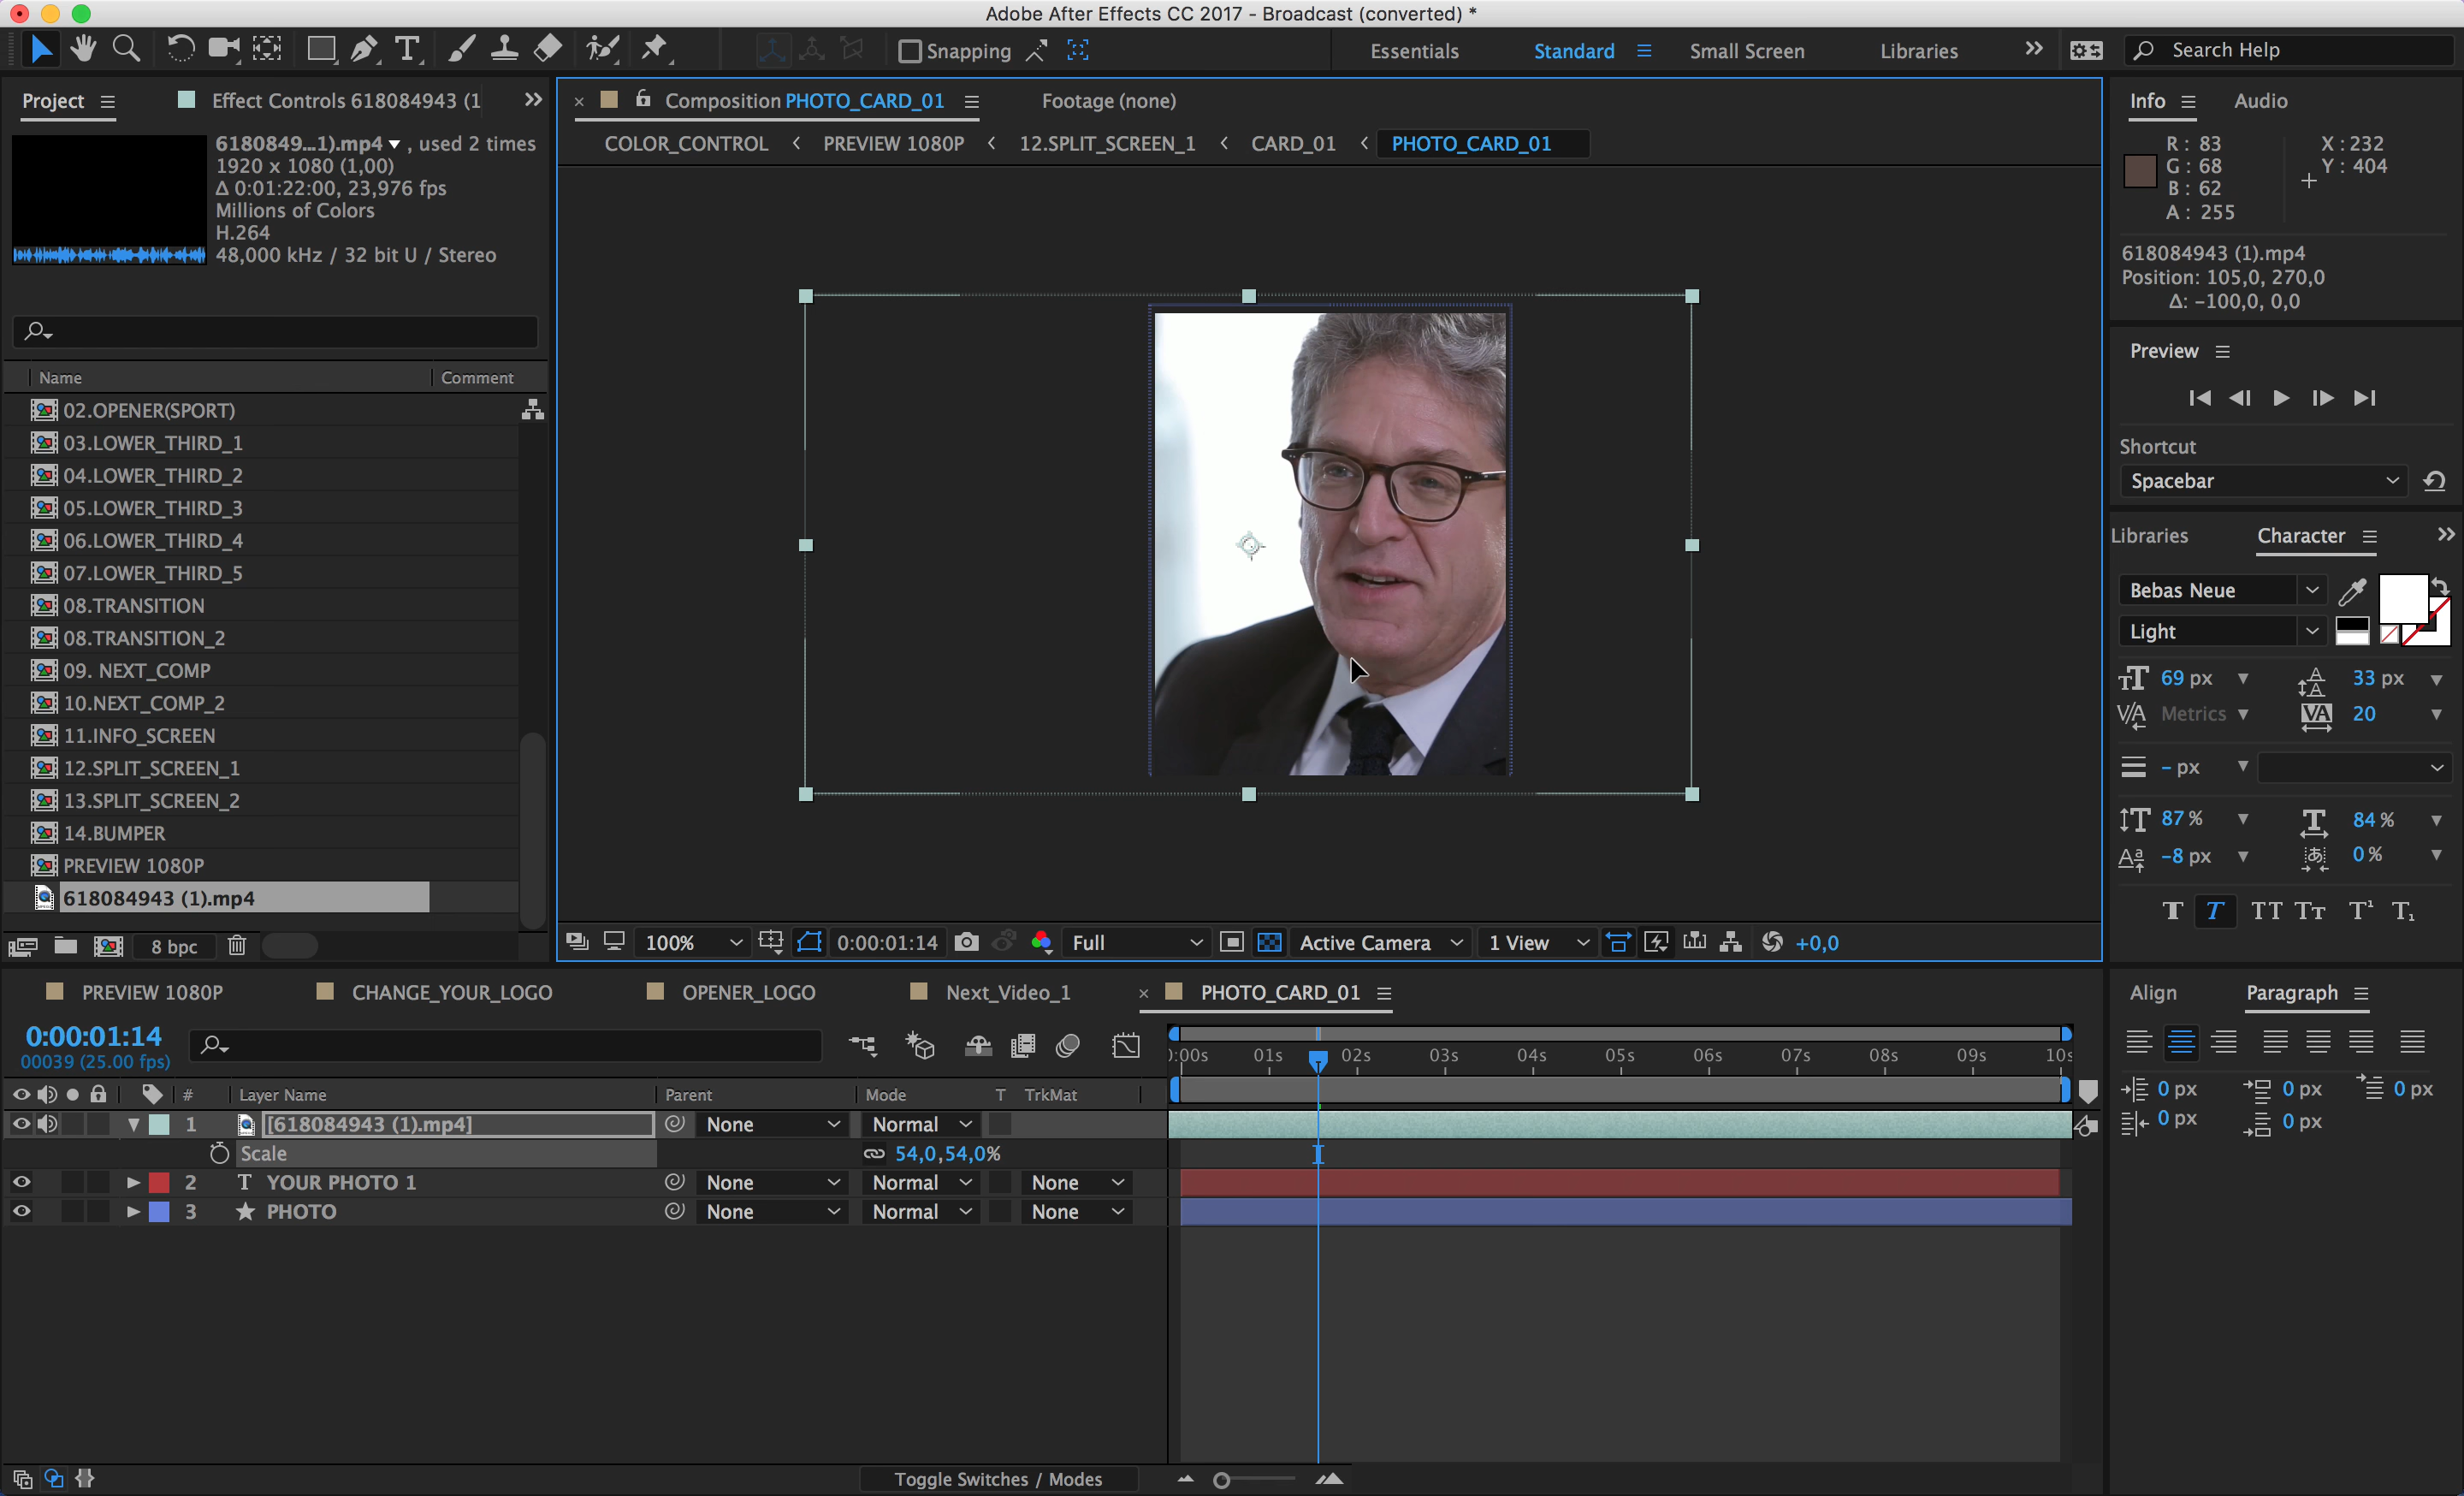 Adobe After Effects CC 2017 - Broadcast (converted) *
Snapping
Essentials
Standard
Small Screen
Libraries
Search Help
Project
Effect Controls 618084943 (1
6180849...1).mp4 , used 2 times
1920 x 1080 (1,00)
Δ 0:01:22:00, 23,976 fps
Millions of Colors
H.264
48,000 kHz / 32 bit U / Stereo
Name
Comment
02.OPENER(SPORT)
03.LOWER_THIRD_1
04.LOWER_THIRD_2
05.LOWER_THIRD_3
06.LOWER_THIRD_4
07.LOWER_THIRD_5
08.TRANSITION
08.TRANSITION_2
09. NEXT_COMP
10.NEXT_COMP_2
11.INFO_SCREEN
12.SPLIT_SCREEN_1
13.SPLIT_SCREEN_2
14.BUMPER
PREVIEW 1080P
618084943 (1).mp4
8 bpc
Composition PHOTO_CARD_01
Footage (none)
COLOR_CONTROL
PREVIEW 1080P
12.SPLIT_SCREEN_1
CARD_01
PHOTO_CARD_01
100%
0:00:01:14
Full
Active Camera
1 View
+0,0
Info
Audio
R: 83
G: 68
B: 62
A: 255
X: 232
Y: 404
618084943 (1).mp4
Position: 105,0, 270,0
Δ: -100,0, 0,0
Preview
Shortcut
Spacebar
Libraries
Character
Bebas Neue
Light
69 px
33 px
Metrics
20
- px
87 %
84 %
-8 px
0 %
PREVIEW 1080P
CHANGE_YOUR_LOGO
OPENER_LOGO
Next_Video_1
PHOTO_CARD_01
0:00:01:14
00039 (25.00 fps)
):00s 01s 02s 03s 04s 05s 06s 07s 08s 09s 10s
# Layer Name Parent Mode T TrkMat
1 [618084943 (1).mp4] None Normal
Scale 54,0,54,0%
2 YOUR PHOTO 1 None Normal None
3 PHOTO None Normal None
Toggle Switches / Modes
Align
Paragraph
0 px 0 px 0 px
0 px 0 px